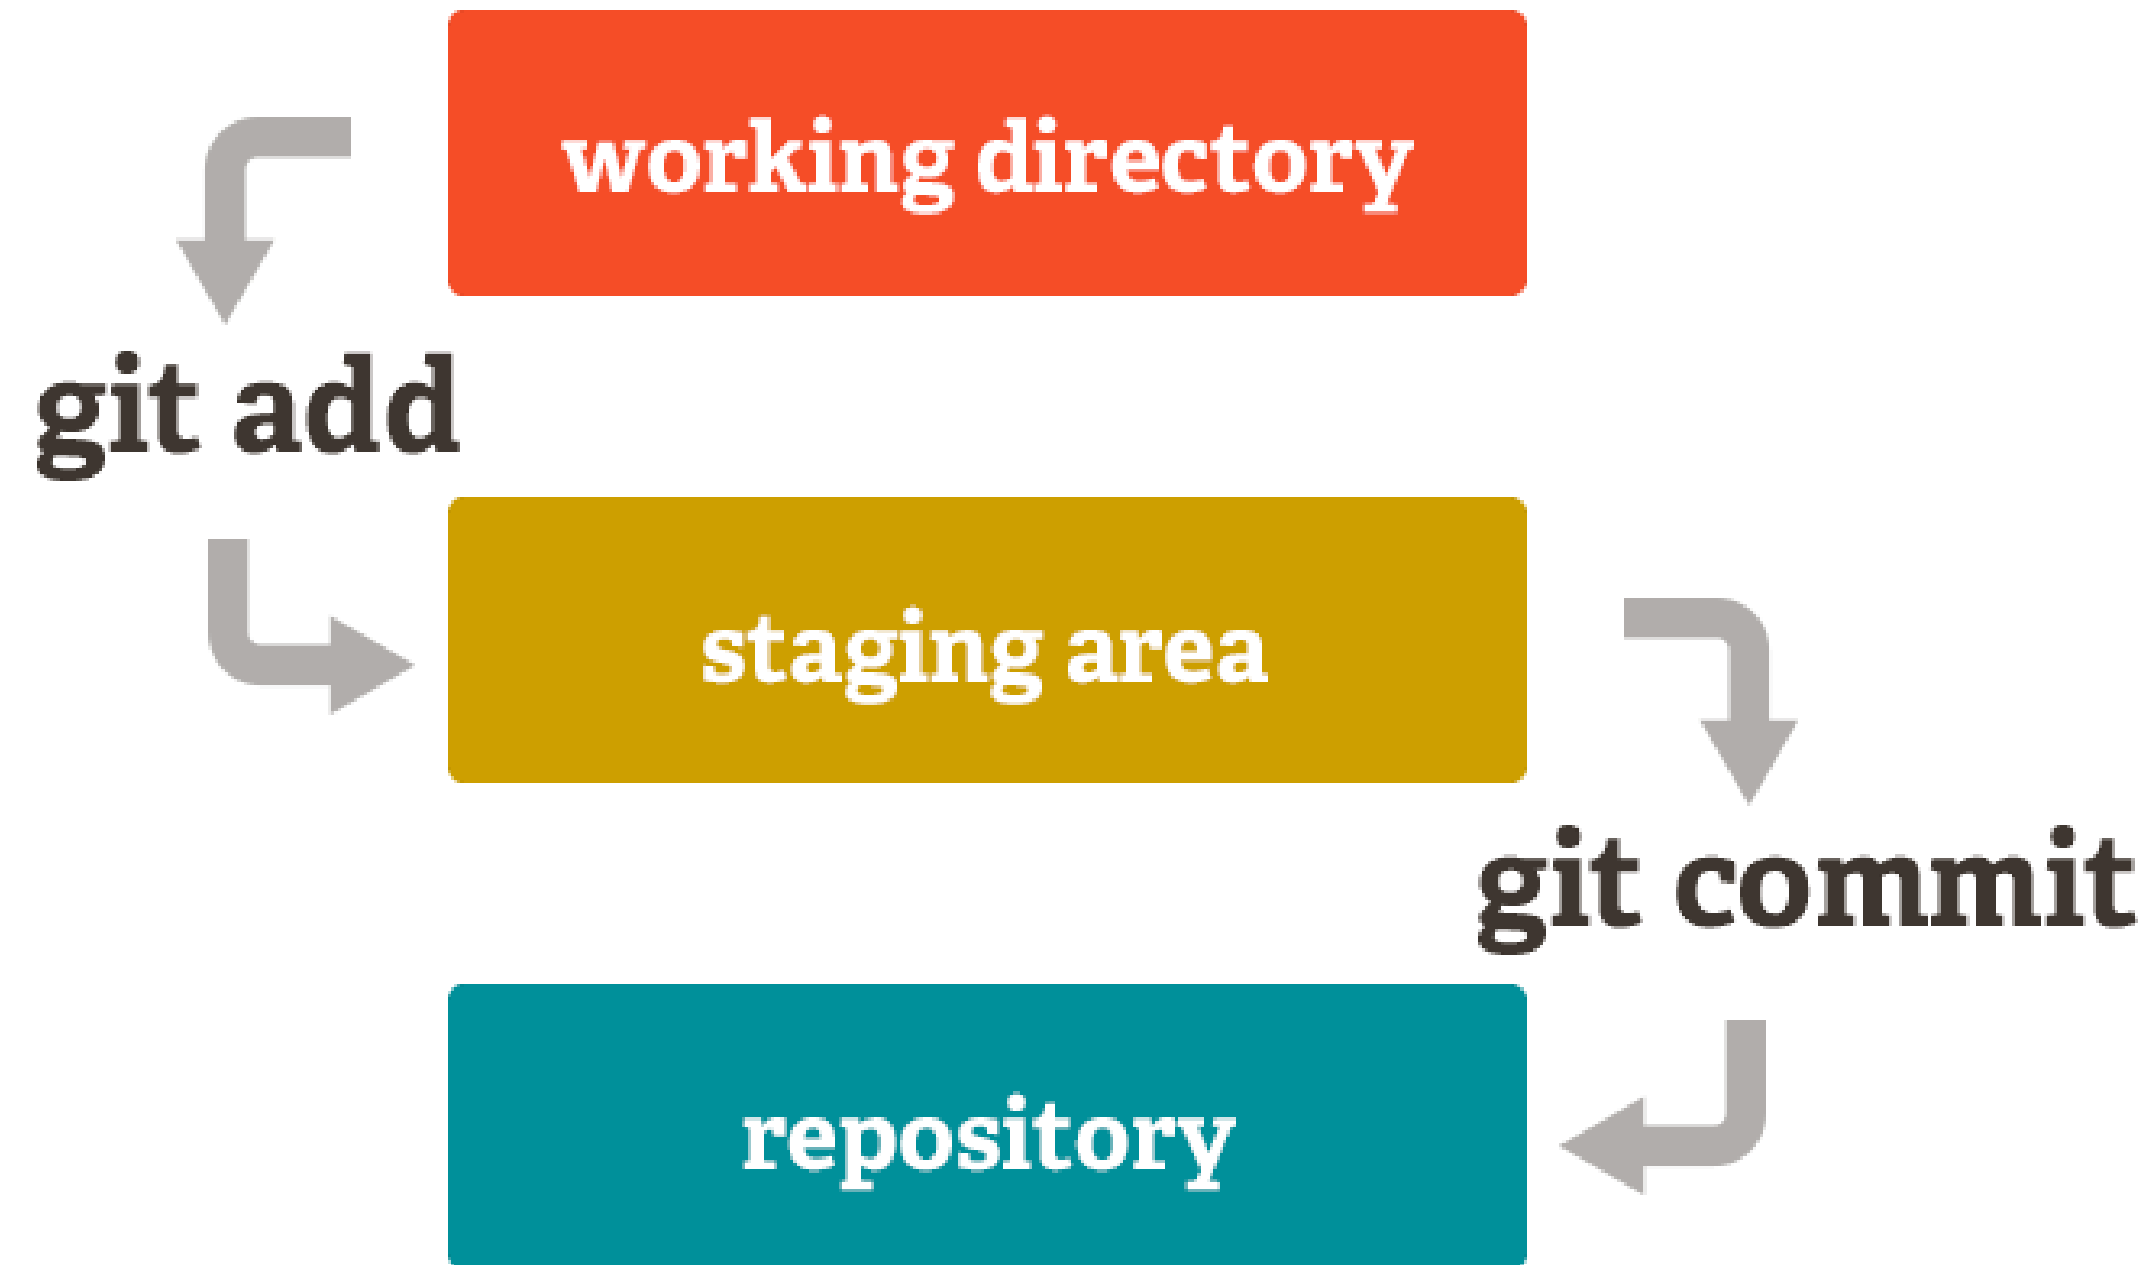 working directory
git add
staging area
git commit
repository